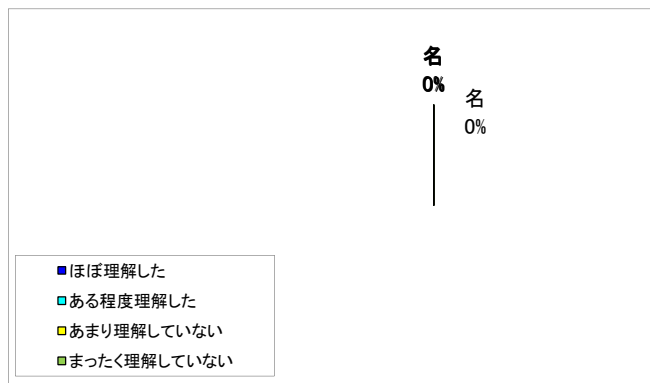 名
0%
名
0%
ほぼ理解した
ある程度理解した
あまり理解していない
まったく理解していない